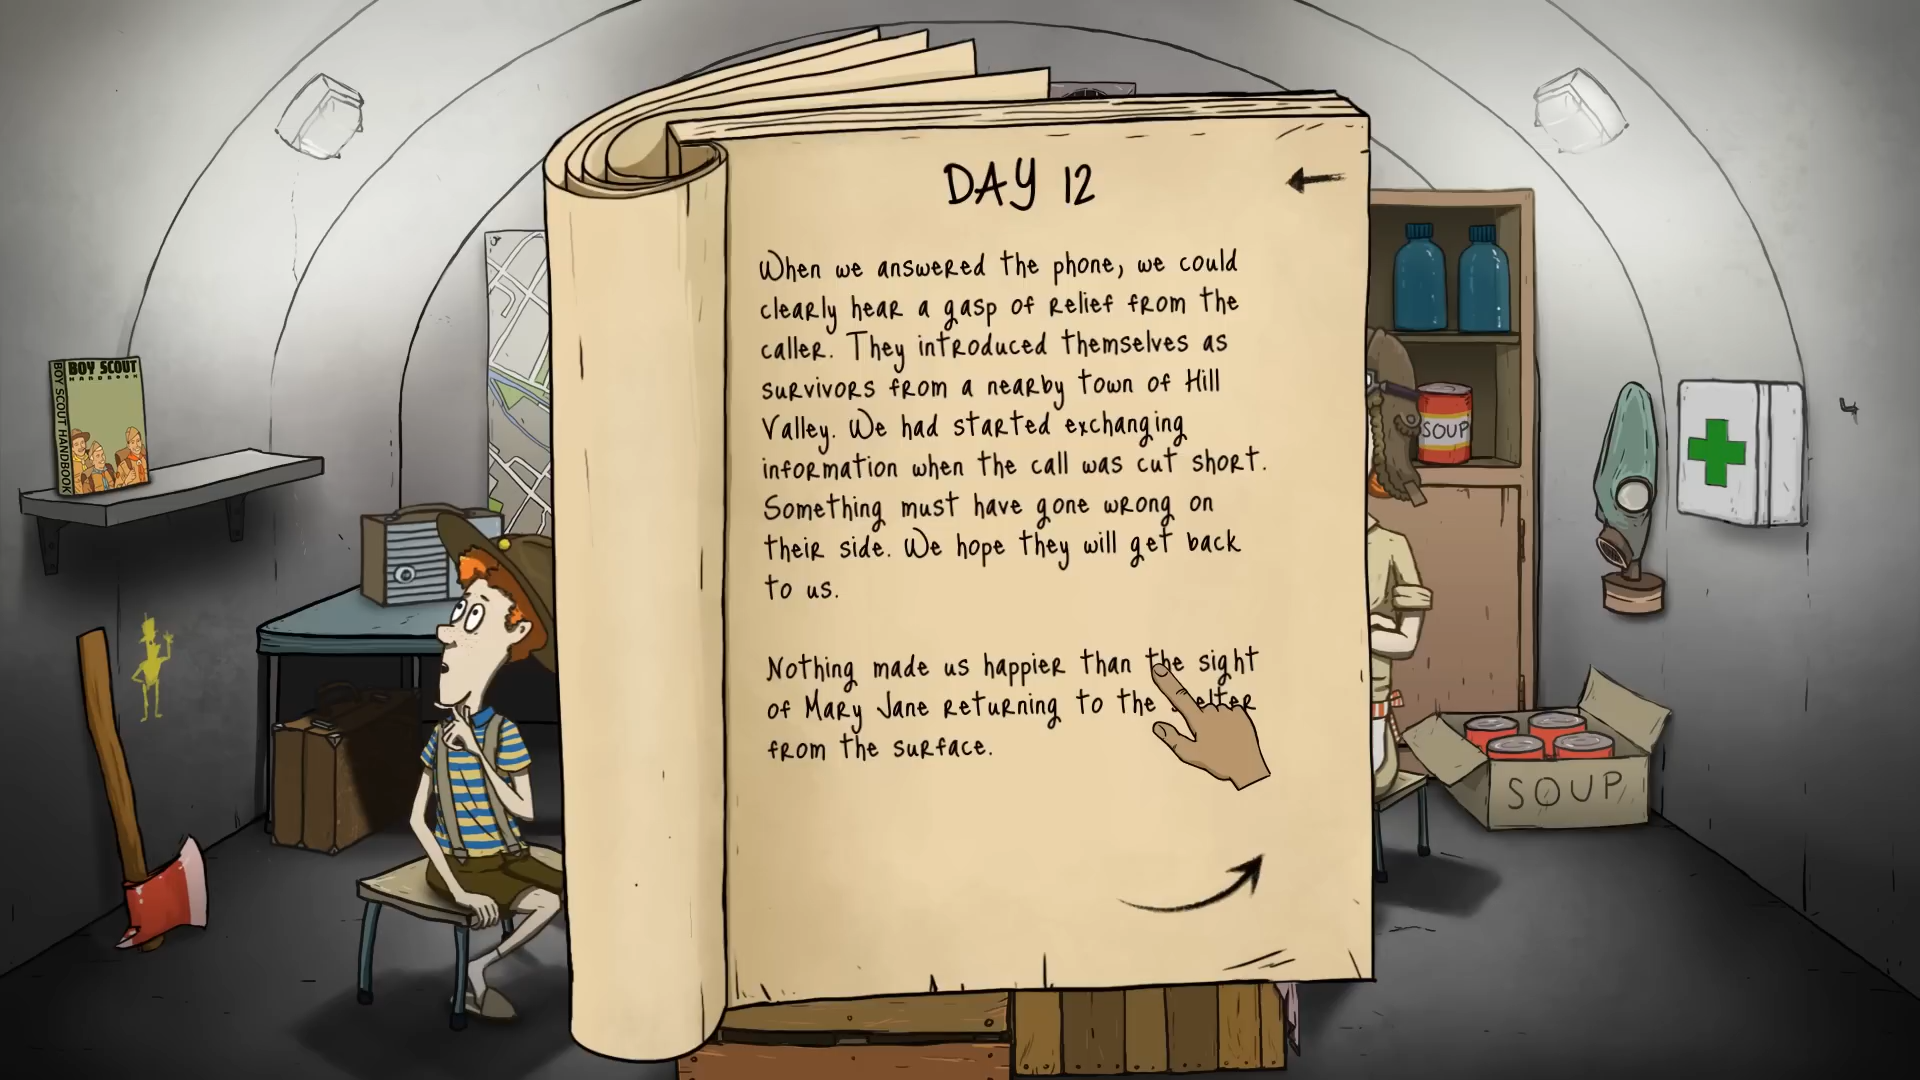 DAY 12
When we answered the phone, we could
clearly hear a gasp of relief from the
caller. They introduced themselves as
survivors from a nearby town of Hill
Valley. We had started exchanging
information when the call was cut short.
Something must have gone wrong on
their side. We hope they will get back
to us.
Nothing made us happier than the sight
of Mary Jane returning to the
from the surface.
BOY SCOUT
HANDBOOK
BOY SCOUT HANDBOOK
SOUP
SOUP